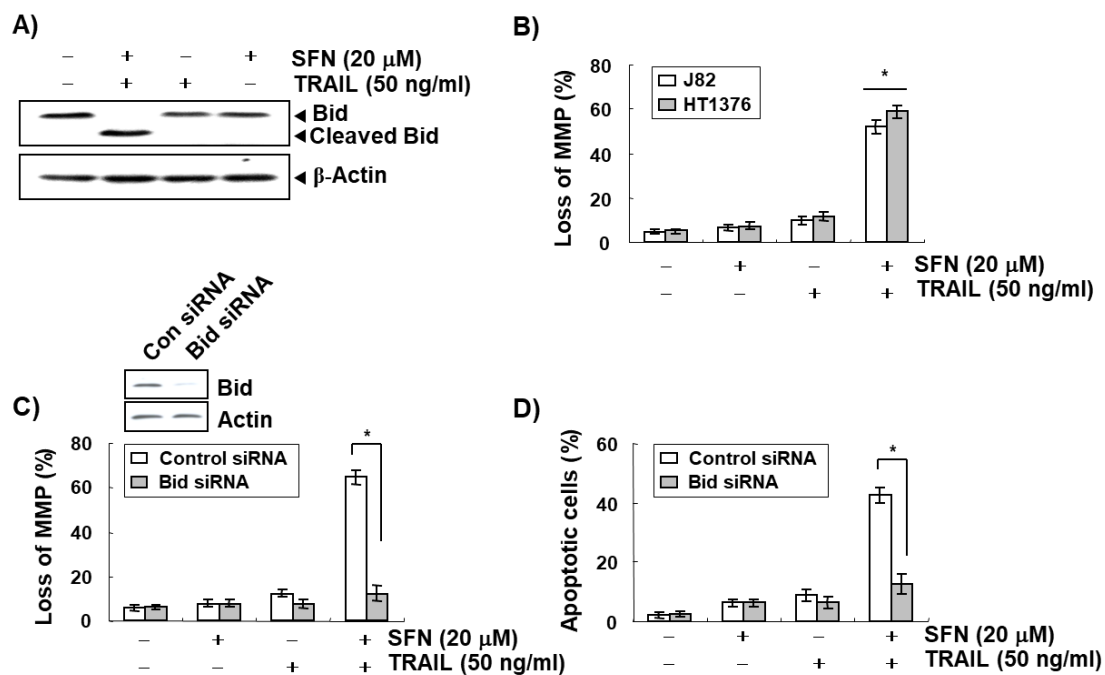 A)
– + – + SFN (20 μM)
– + + – TRAIL (50 ng/ml)
Bid
Cleaved Bid
β-Actin
B)
80
60
40
20
0
Loss of MMP (%)
J82
HT1376
*
– + – + SFN (20 μM)
– – + + TRAIL (50 ng/ml)
C)
Con siRNA
Bid siRNA
Bid
Actin
80
60
40
20
0
Loss of MMP (%)
Control siRNA
Bid siRNA
*
– + – + SFN (20 μM)
– – + + TRAIL (50 ng/ml)
D)
60
40
20
0
Apoptotic cells (%)
Control siRNA
Bid siRNA
*
– + – + SFN (20 μM)
– – + + TRAIL (50 ng/ml)